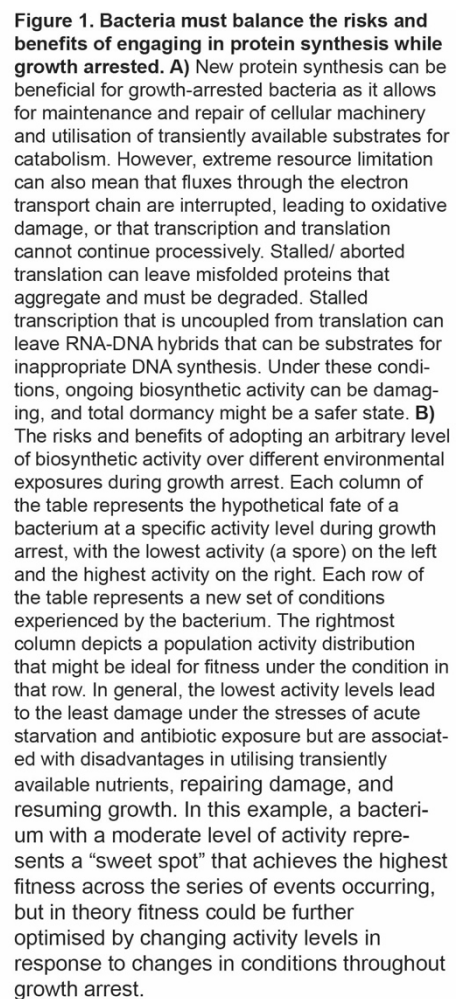 Figure 1. Bacteria must balance the risks and
benefits of engaging in protein synthesis while
growth arrested. A) New protein synthesis can be
beneficial for growth-arrested bacteria as it allows
for maintenance and repair of cellular machinery
and utilisation of transiently available substrates for
catabolism. However, extreme resource limitation
can also mean that fluxes through the electron
transport chain are interrupted, leading to oxidative
damage, or that transcription and translation
cannot continue processively. Stalled/ aborted
translation can leave misfolded proteins that
aggregate and must be degraded. Stalled
transcription that is uncoupled from translation can
leave RNA-DNA hybrids that can be substrates for
inappropriate DNA synthesis. Under these condi-
tions, ongoing biosynthetic activity can be damag-
ing, and total dormancy might be a safer state. B)
The risks and benefits of adopting an arbitrary level
of biosynthetic activity over different environmental
exposures during growth arrest. Each column of
the table represents the hypothetical fate of a
bacterium at a specific activity level during growth
arrest, with the lowest activity (a spore) on the left
and the highest activity on the right. Each row of
the table represents a new set of conditions
experienced by the bacterium. The rightmost
column depicts a population activity distribution
that might be ideal for fitness under the condition in
that row. In general, the lowest activity levels lead
to the least damage under the stresses of acute
starvation and antibiotic exposure but are associat-
ed with disadvantages in utilising transiently
available nutrients, repairing damage, and
resuming growth. In this example, a bacteri-
um with a moderate level of activity repre-
sents a “sweet spot” that achieves the highest
fitness across the series of events occurring,
but in theory fitness could be further
optimised by changing activity levels in
response to changes in conditions throughout
growth arrest.